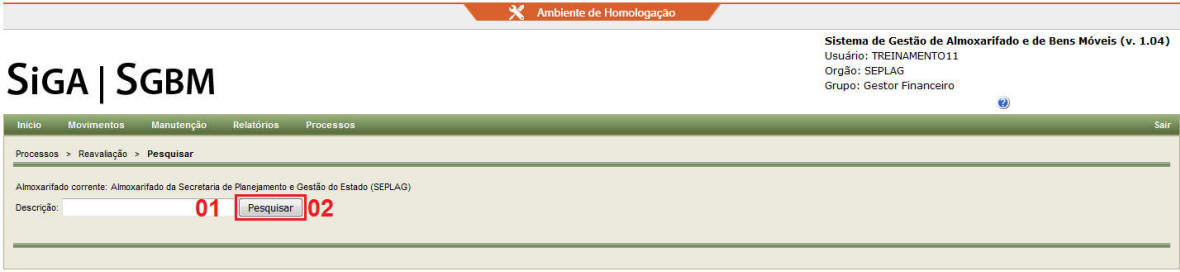 Ambiente de Homologação
Sistema de Gestão de Almoxarifado e de Bens Móveis (v. 1.04)
Usuário: TREINAMENTO11
Orgão: SEPLAG
Grupo: Gestor Financeiro
SiGA | SGBM
?
Início Movimentos Manutenção Relatórios Processos Sair
Processos > Reavaliação > Pesquisar
Almoxarifado corrente: Almoxarifado da Secretaria de Planejamento e Gestão do Estado (SEPLAG)
Descrição: 01 Pesquisar 02